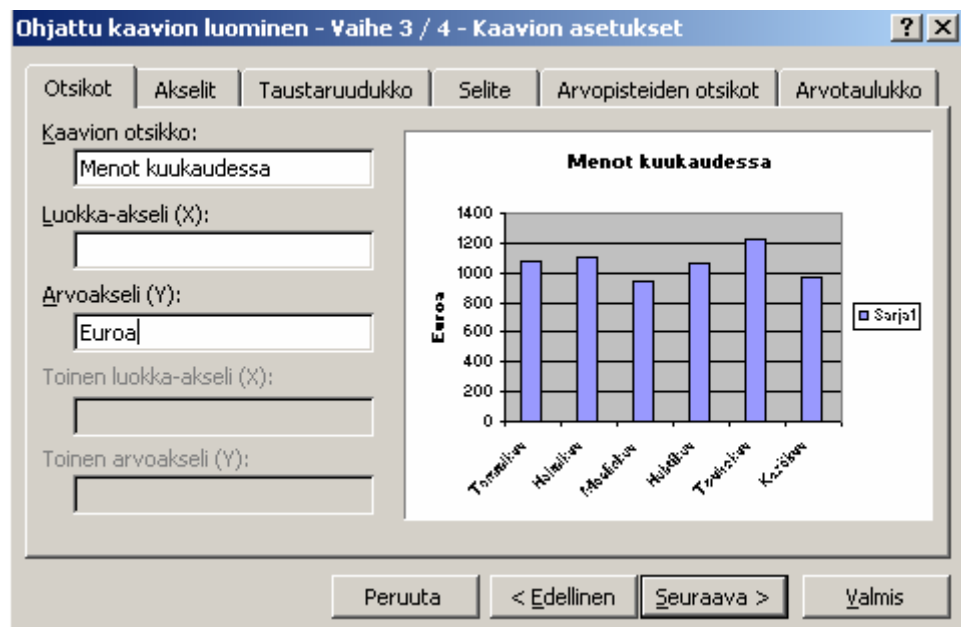 Ohjattu kaavion luominen - Vaihe 3 / 4 - Kaavion asetukset
Otsikot Akselit Taustaruudukko Selite Arvopisteiden otsikot Arvotaulukko
Kaavion otsikko:
Menot kuukaudessa
Luokka-akseli (X):
Arvoakseli (Y):
Euroa
Toinen luokka-akseli (X):
Toinen arvoakseli (Y):
Menot kuukaudessa
1400
1200
1000
800
600
400
200
0
Euroa
Tammikuu Helmikuu Maaliskuu Huhtikuu Toukokuu Kesäkuu
Sarja1
Peruuta < Edellinen Seuraava > Valmis